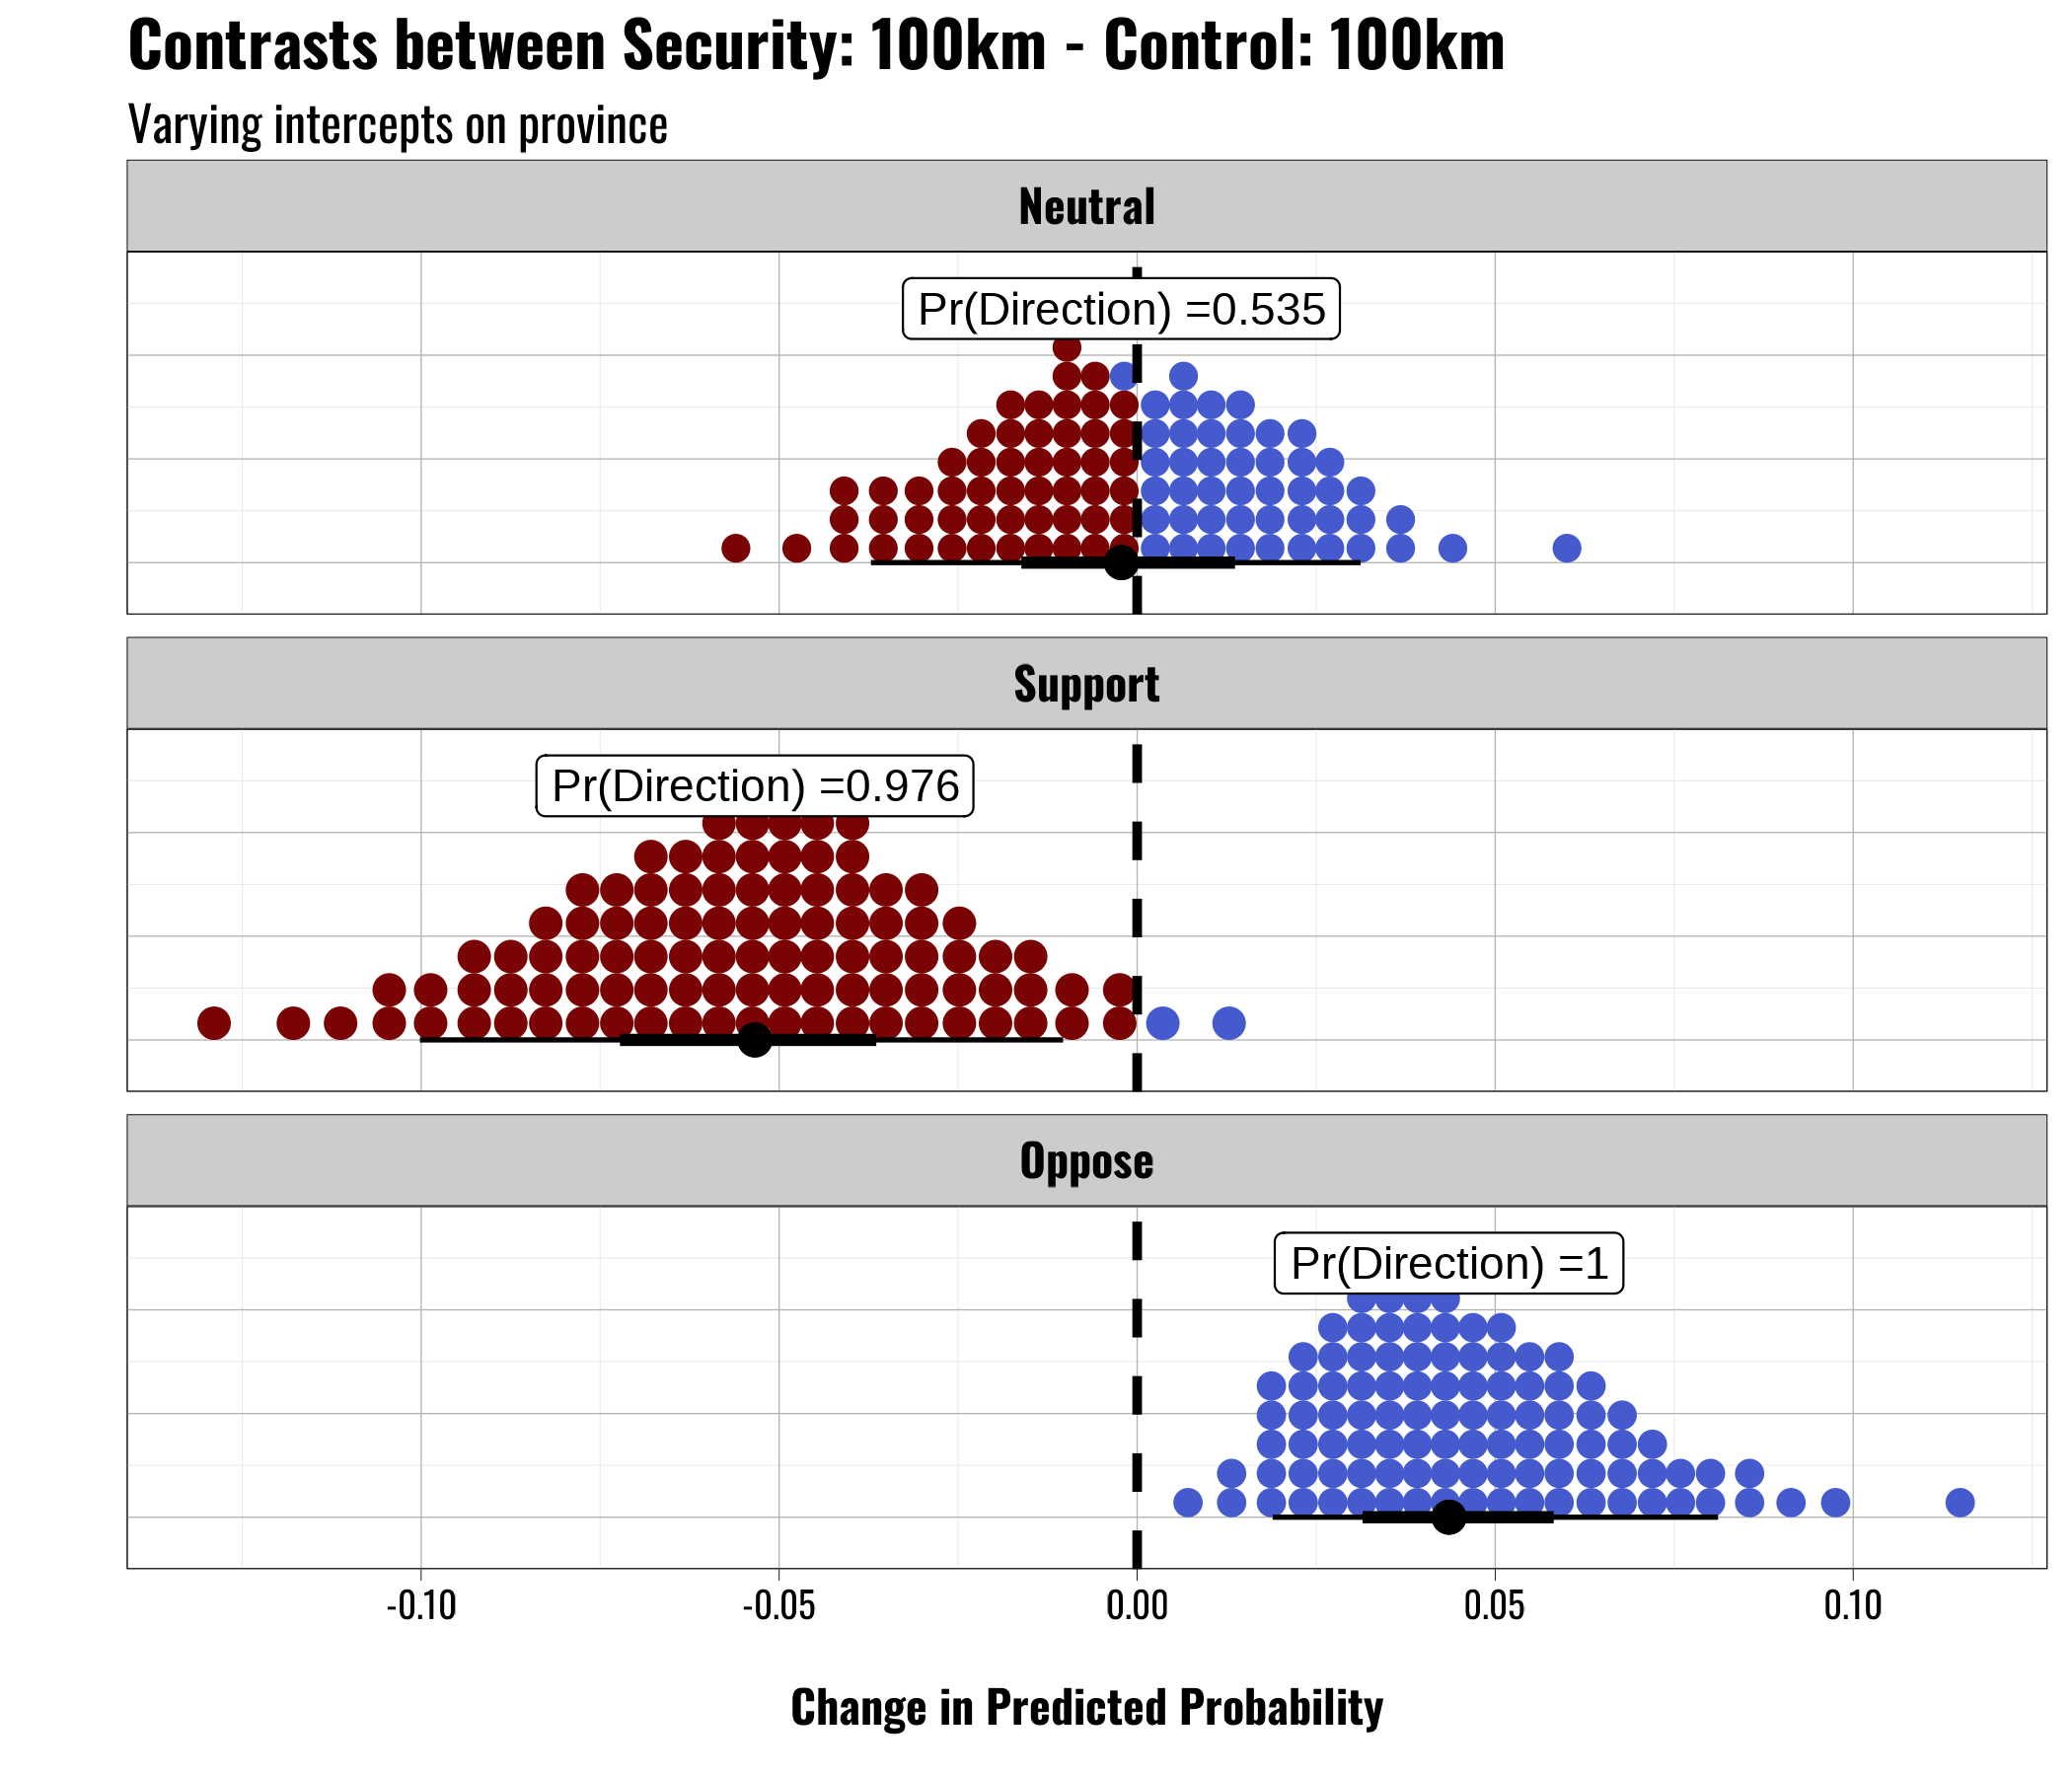 Contrasts between Security: 100km - Control: 100km
Varying intercepts on province
Neutral
Pr(Direction) =0.535
Support
Pr(Direction) =0.976
Oppose
Pr(Direction) =1
-0.10 -0.05 0.00 0.05 0.10
Change in Predicted Probability